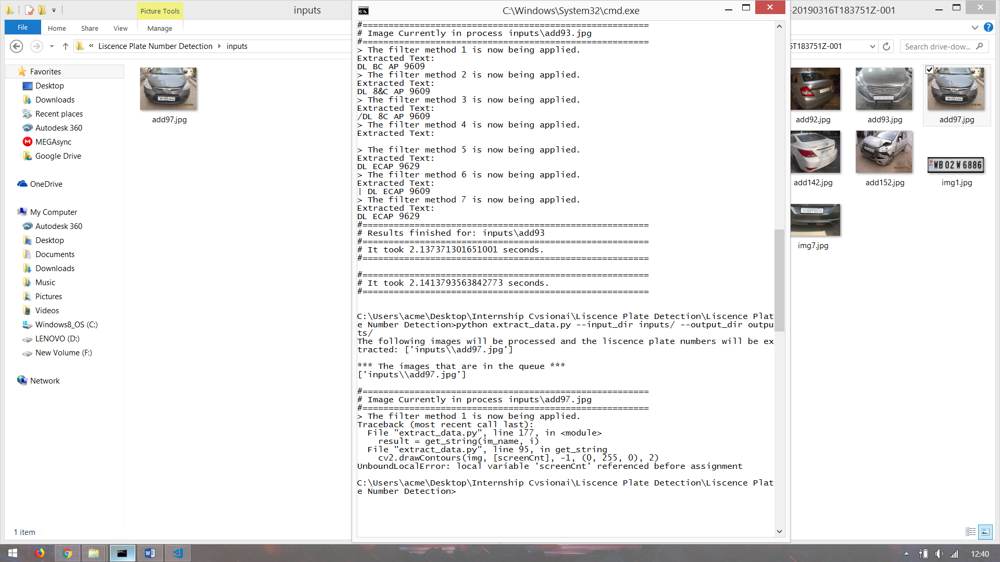 Picture Tools
inputs
File
Home
Share
View
Manage
« Liscence Plate Number Detection
inputs
Favorites
Desktop
Downloads
Recent places
Autodesk 360
MEGAsync
Google Drive
OneDrive
My Computer
Autodesk 360
Desktop
Documents
Downloads
Music
Pictures
Videos
Windows8_OS (C:)
LENOVO (D:)
New Volume (F:)
Network
1 item
add97.jpg
C:\Windows\System32\cmd.exe
#=======================================================
# Image Currently in process inputs\add93.jpg
#=======================================================
> The filter method 1 is now being applied.
Extracted Text:
DL BC AP 9609
> The filter method 2 is now being applied.
Extracted Text:
DL 8&C AP 9609
> The filter method 3 is now being applied.
Extracted Text:
/DL &C AP 9609
> The filter method 4 is now being applied.
Extracted Text:
> The filter method 5 is now being applied.
Extracted Text:
DL ECAP 9629
> The filter method 6 is now being applied.
Extracted Text:
| DL ECAP 9609
> The filter method 7 is now being applied.
Extracted Text:
DL ECAP 9629
#=======================================================
# Results finished for: inputs\add93
#=======================================================
# It took 2.137371301651001 seconds.
#=======================================================
#=======================================================
# It took 2.1413793563842773 seconds.
#=======================================================
C:\Users\acme\Desktop\Internship Cvsionai\Liscence Plate Detection\Liscence Plat
e Number Detection>python extract_data.py --input_dir inputs/ --output_dir outpu
ts/
The following images will be processed and the liscence plate numbers will be ex
tracted: ['inputs\\add97.jpg']
*** The images that are in the queue ***
['inputs\\add97.jpg']
#=======================================================
# Image Currently in process inputs\add97.jpg
#=======================================================
> The filter method 1 is now being applied.
Traceback (most recent call last):
File "extract_data.py", line 177, in <module>
result = get_string(im_name, i)
File "extract_data.py", line 95, in get_string
cv2.drawContours(img, [screenCnt], -1, (0, 255, 0), 2)
UnboundLocalError: local variable 'screenCnt' referenced before assignment
C:\Users\acme\Desktop\Internship Cvsionai\Liscence Plate Detection\Liscence Plat
e Number Detection>
-20190316T183751Z-001
6T183751Z-001
Search drive-dow...
add92.jpg
add93.jpg
add97.jpg
add142.jpg
add152.jpg
WB 02 W 6886
img1.jpg
img7.jpg
12:40